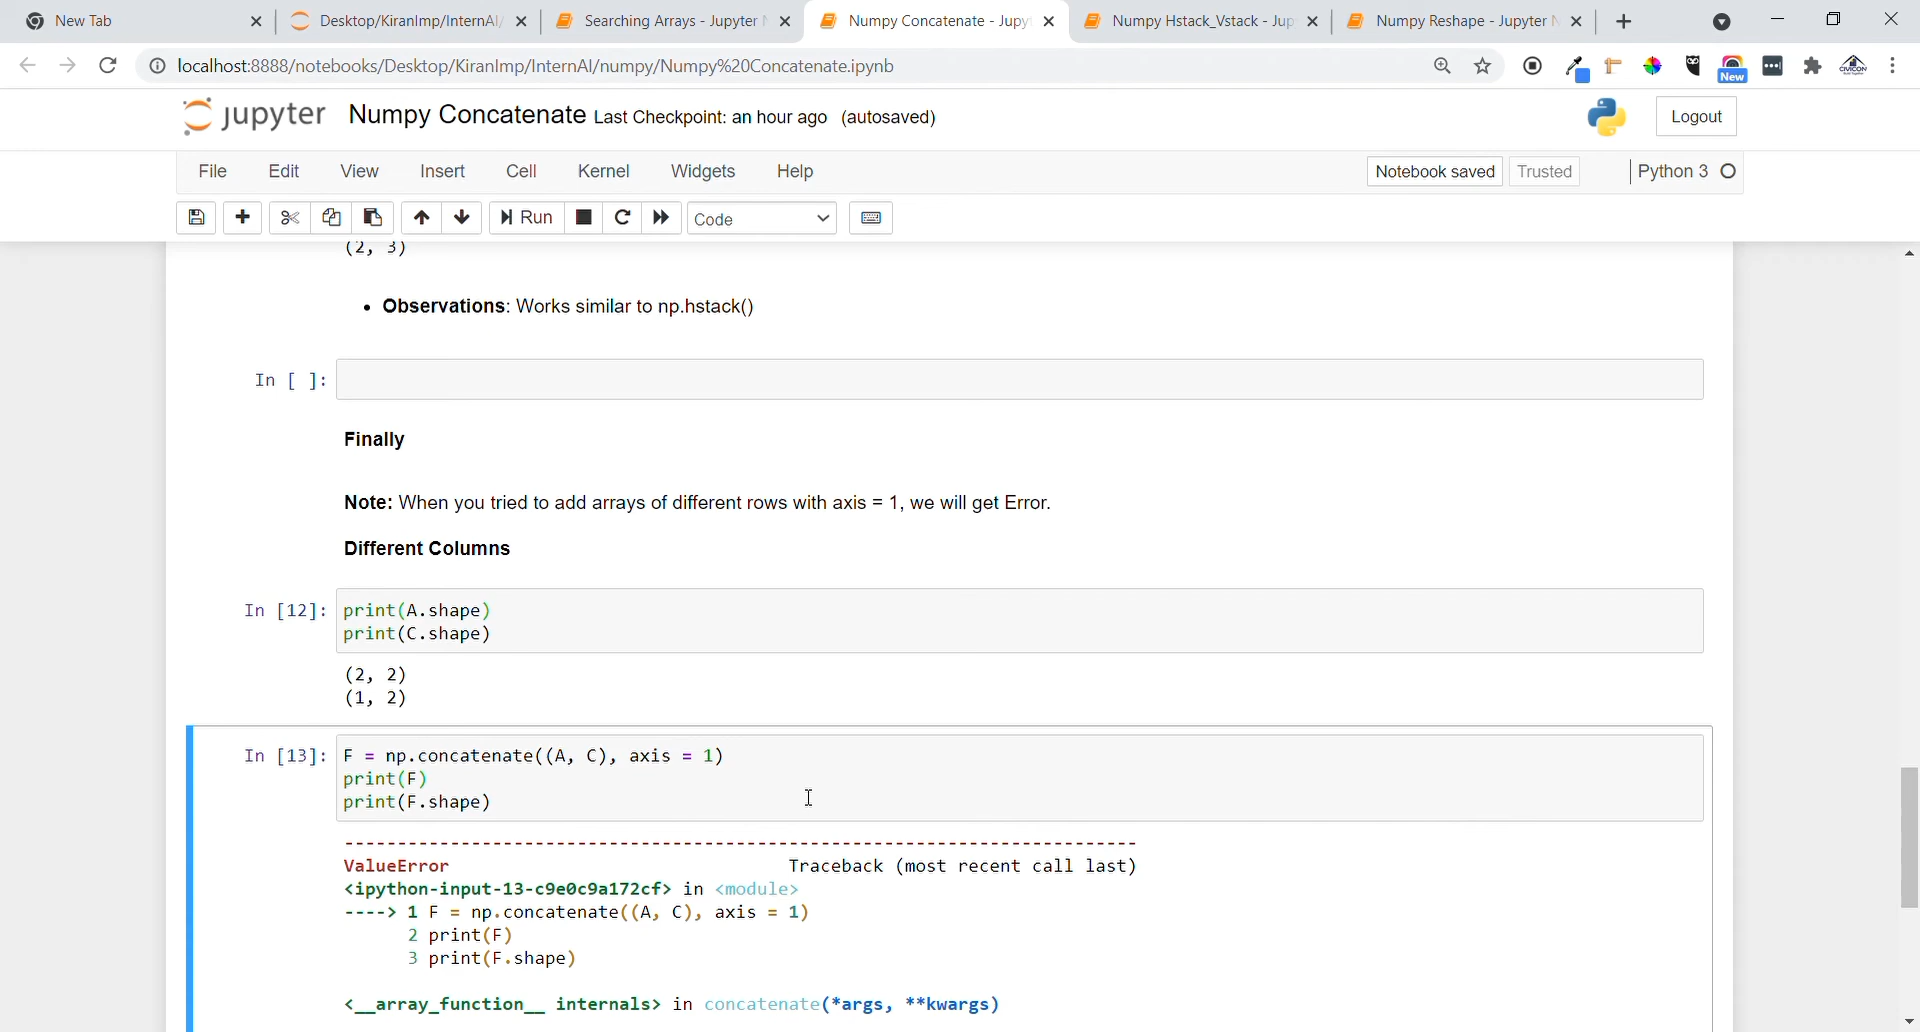 New Tab
Desktop/KiranImp/InternAI/
Searching Arrays - Jupyter N
Numpy Concatenate - Jupyt
Numpy Hstack_Vstack - Jup
Numpy Reshape - Jupyter N
localhost:8888/notebooks/Desktop/KiranImp/InternAI/numpy/Numpy%20Concatenate.ipynb
New
CIVICON
jupyter Numpy Concatenate Last Checkpoint: an hour ago (autosaved)
Logout
File Edit View Insert Cell Kernel Widgets Help
Notebook saved Trusted Python 3
Run Code
(2, 3)
• Observations: Works similar to np.hstack()
In [ ]:
Finally
Note: When you tried to add arrays of different rows with axis = 1, we will get Error.
Different Columns
In [12]: print(A.shape)
print(C.shape)
(2, 2)
(1, 2)
In [13]: F = np.concatenate((A, C), axis = 1)
print(F)
print(F.shape)
---------------------------------------------------------------------------
ValueError Traceback (most recent call last)
<ipython-input-13-c9e0c9a172cf> in <module>
----> 1 F = np.concatenate((A, C), axis = 1)
2 print(F)
3 print(F.shape)
<__array_function__ internals> in concatenate(*args, **kwargs)